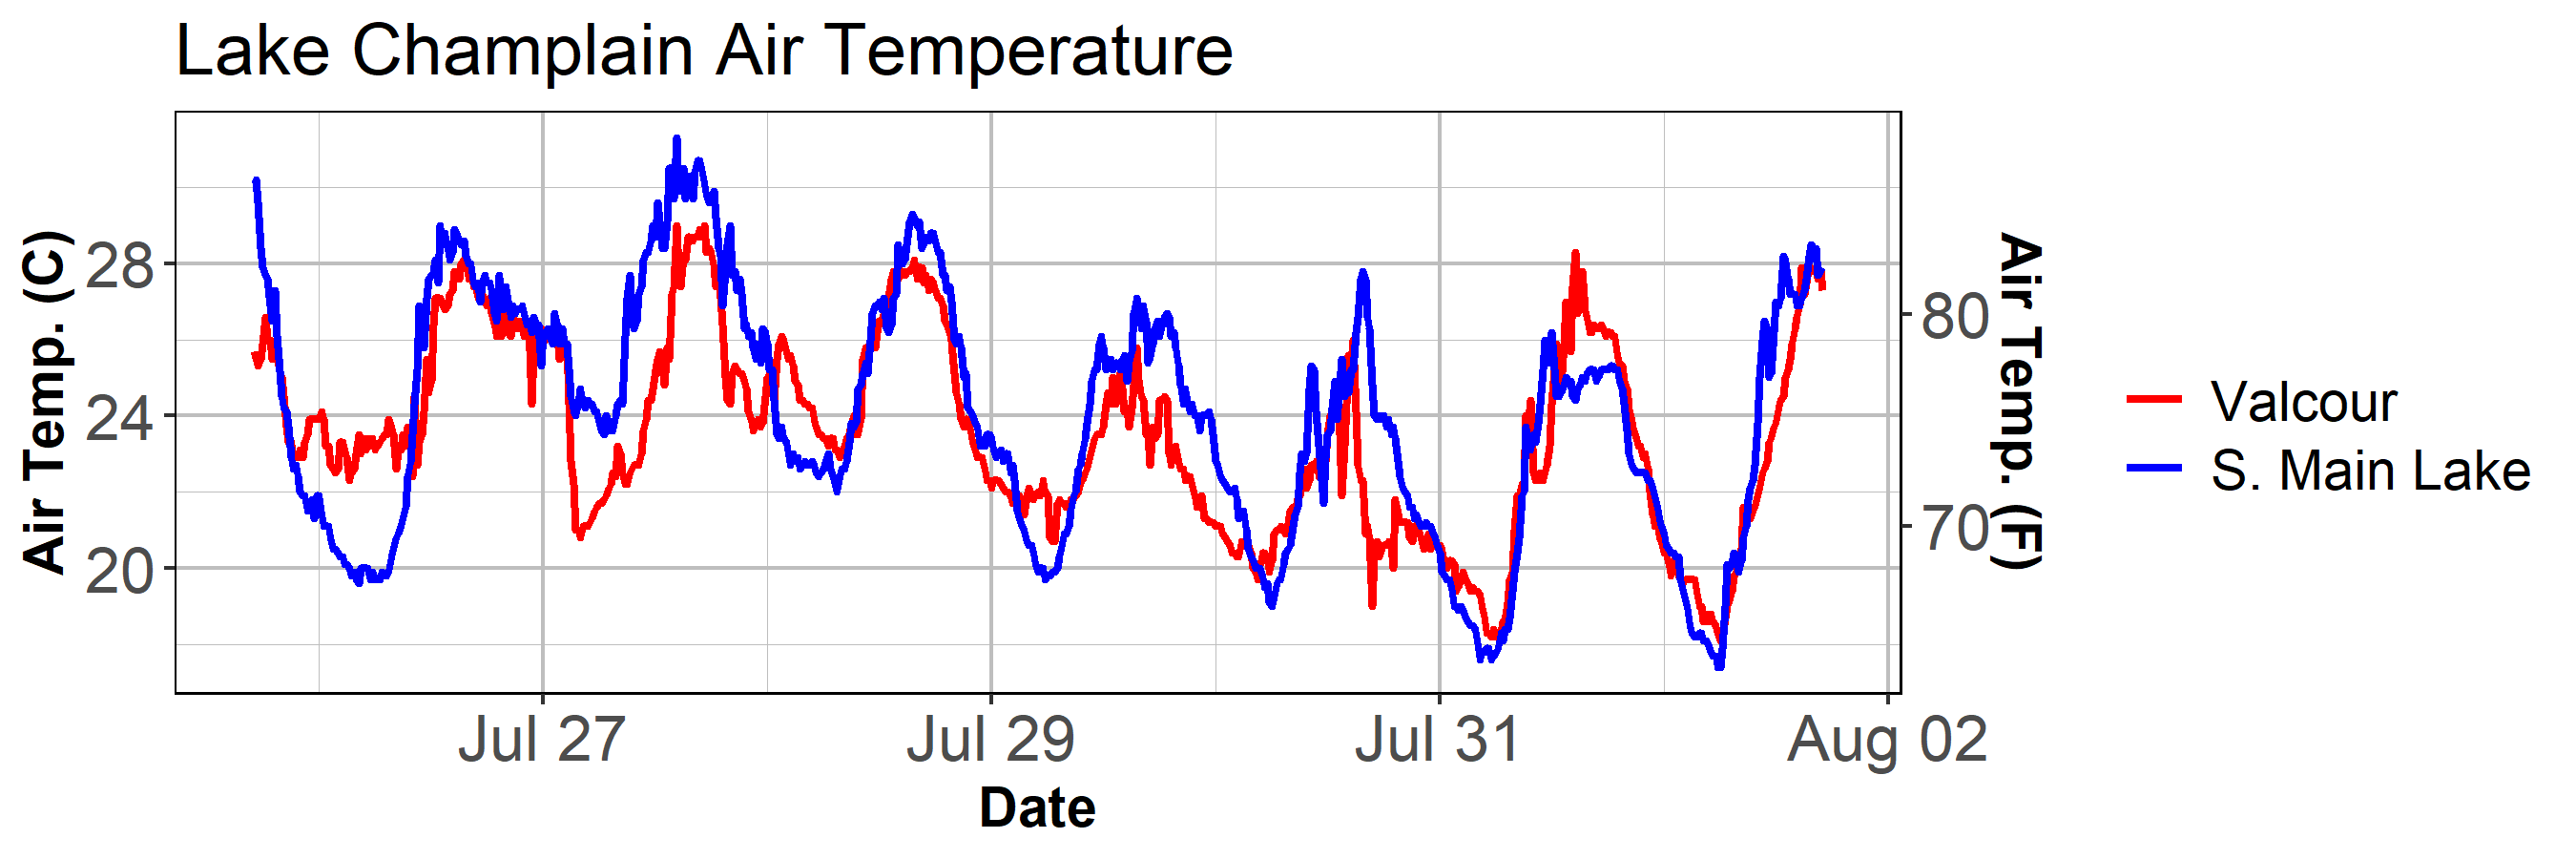 Lake Champlain Air Temperature
Air Temp. (C)
28
24
20
80
70
Air Temp. (F)
Jul 27
Jul 29
Jul 31
Aug 02
Date
Valcour
S. Main Lake